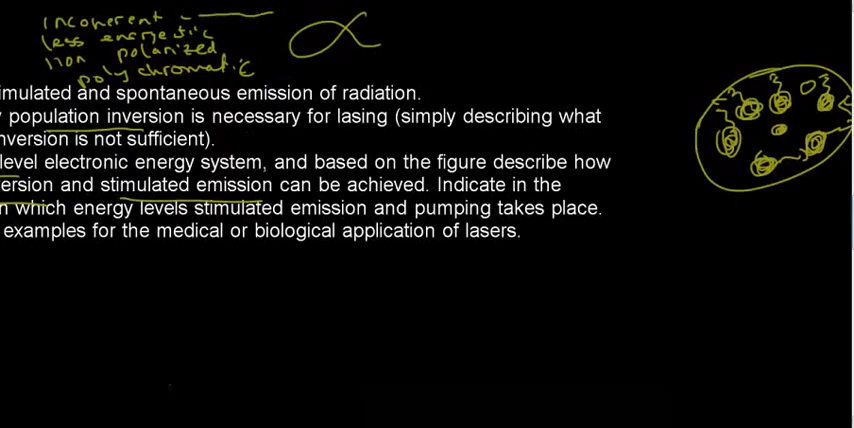 incoherent -
less energetic
non polarized
polychromatic
α
imulated and spontaneous emission of radiation.
y population inversion is necessary for lasing (simply describing what
nversion is not sufficient).
level electronic energy system, and based on the figure describe how
ersion and stimulated emission can be achieved. Indicate in the
n which energy levels stimulated emission and pumping takes place.
examples for the medical or biological application of lasers.